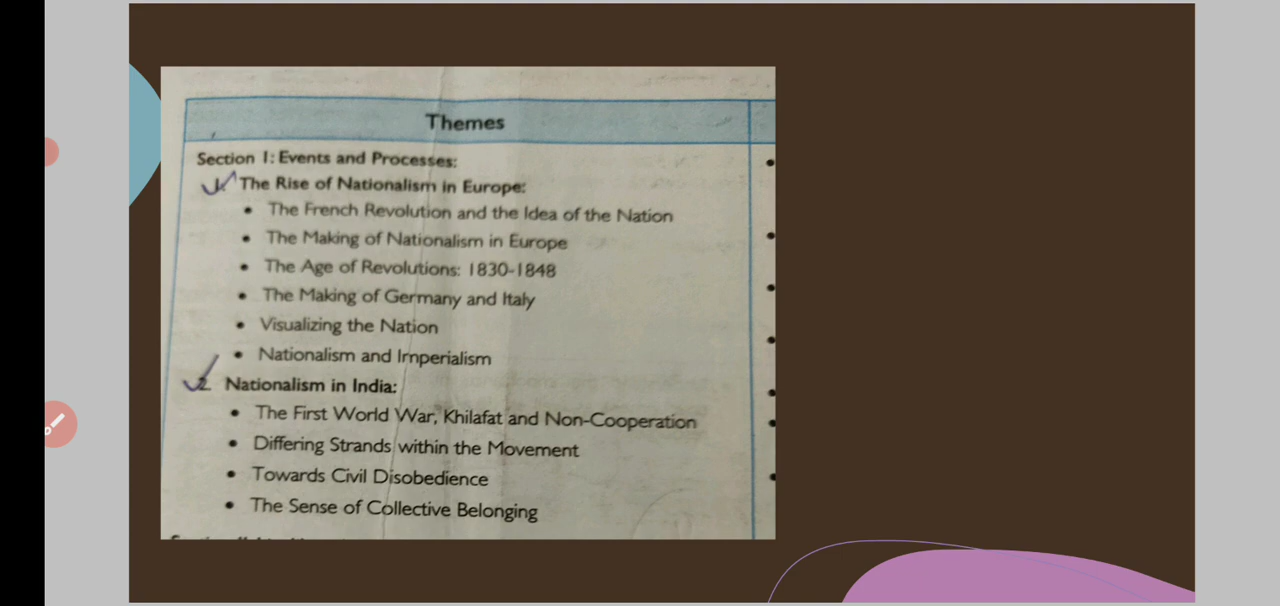 Themes
Section 1: Events and Processes:
1. The Rise of Nationalism in Europe:
• The French Revolution and the Idea of the Nation
• The Making of Nationalism in Europe
• The Age of Revolutions: 1830-1848
• The Making of Germany and Italy
• Visualizing the Nation
• Nationalism and Imperialism
2. Nationalism in India:
• The First World War, Khilafat and Non-Cooperation
• Differing Strands within the Movement
• Towards Civil Disobedience
• The Sense of Collective Belonging